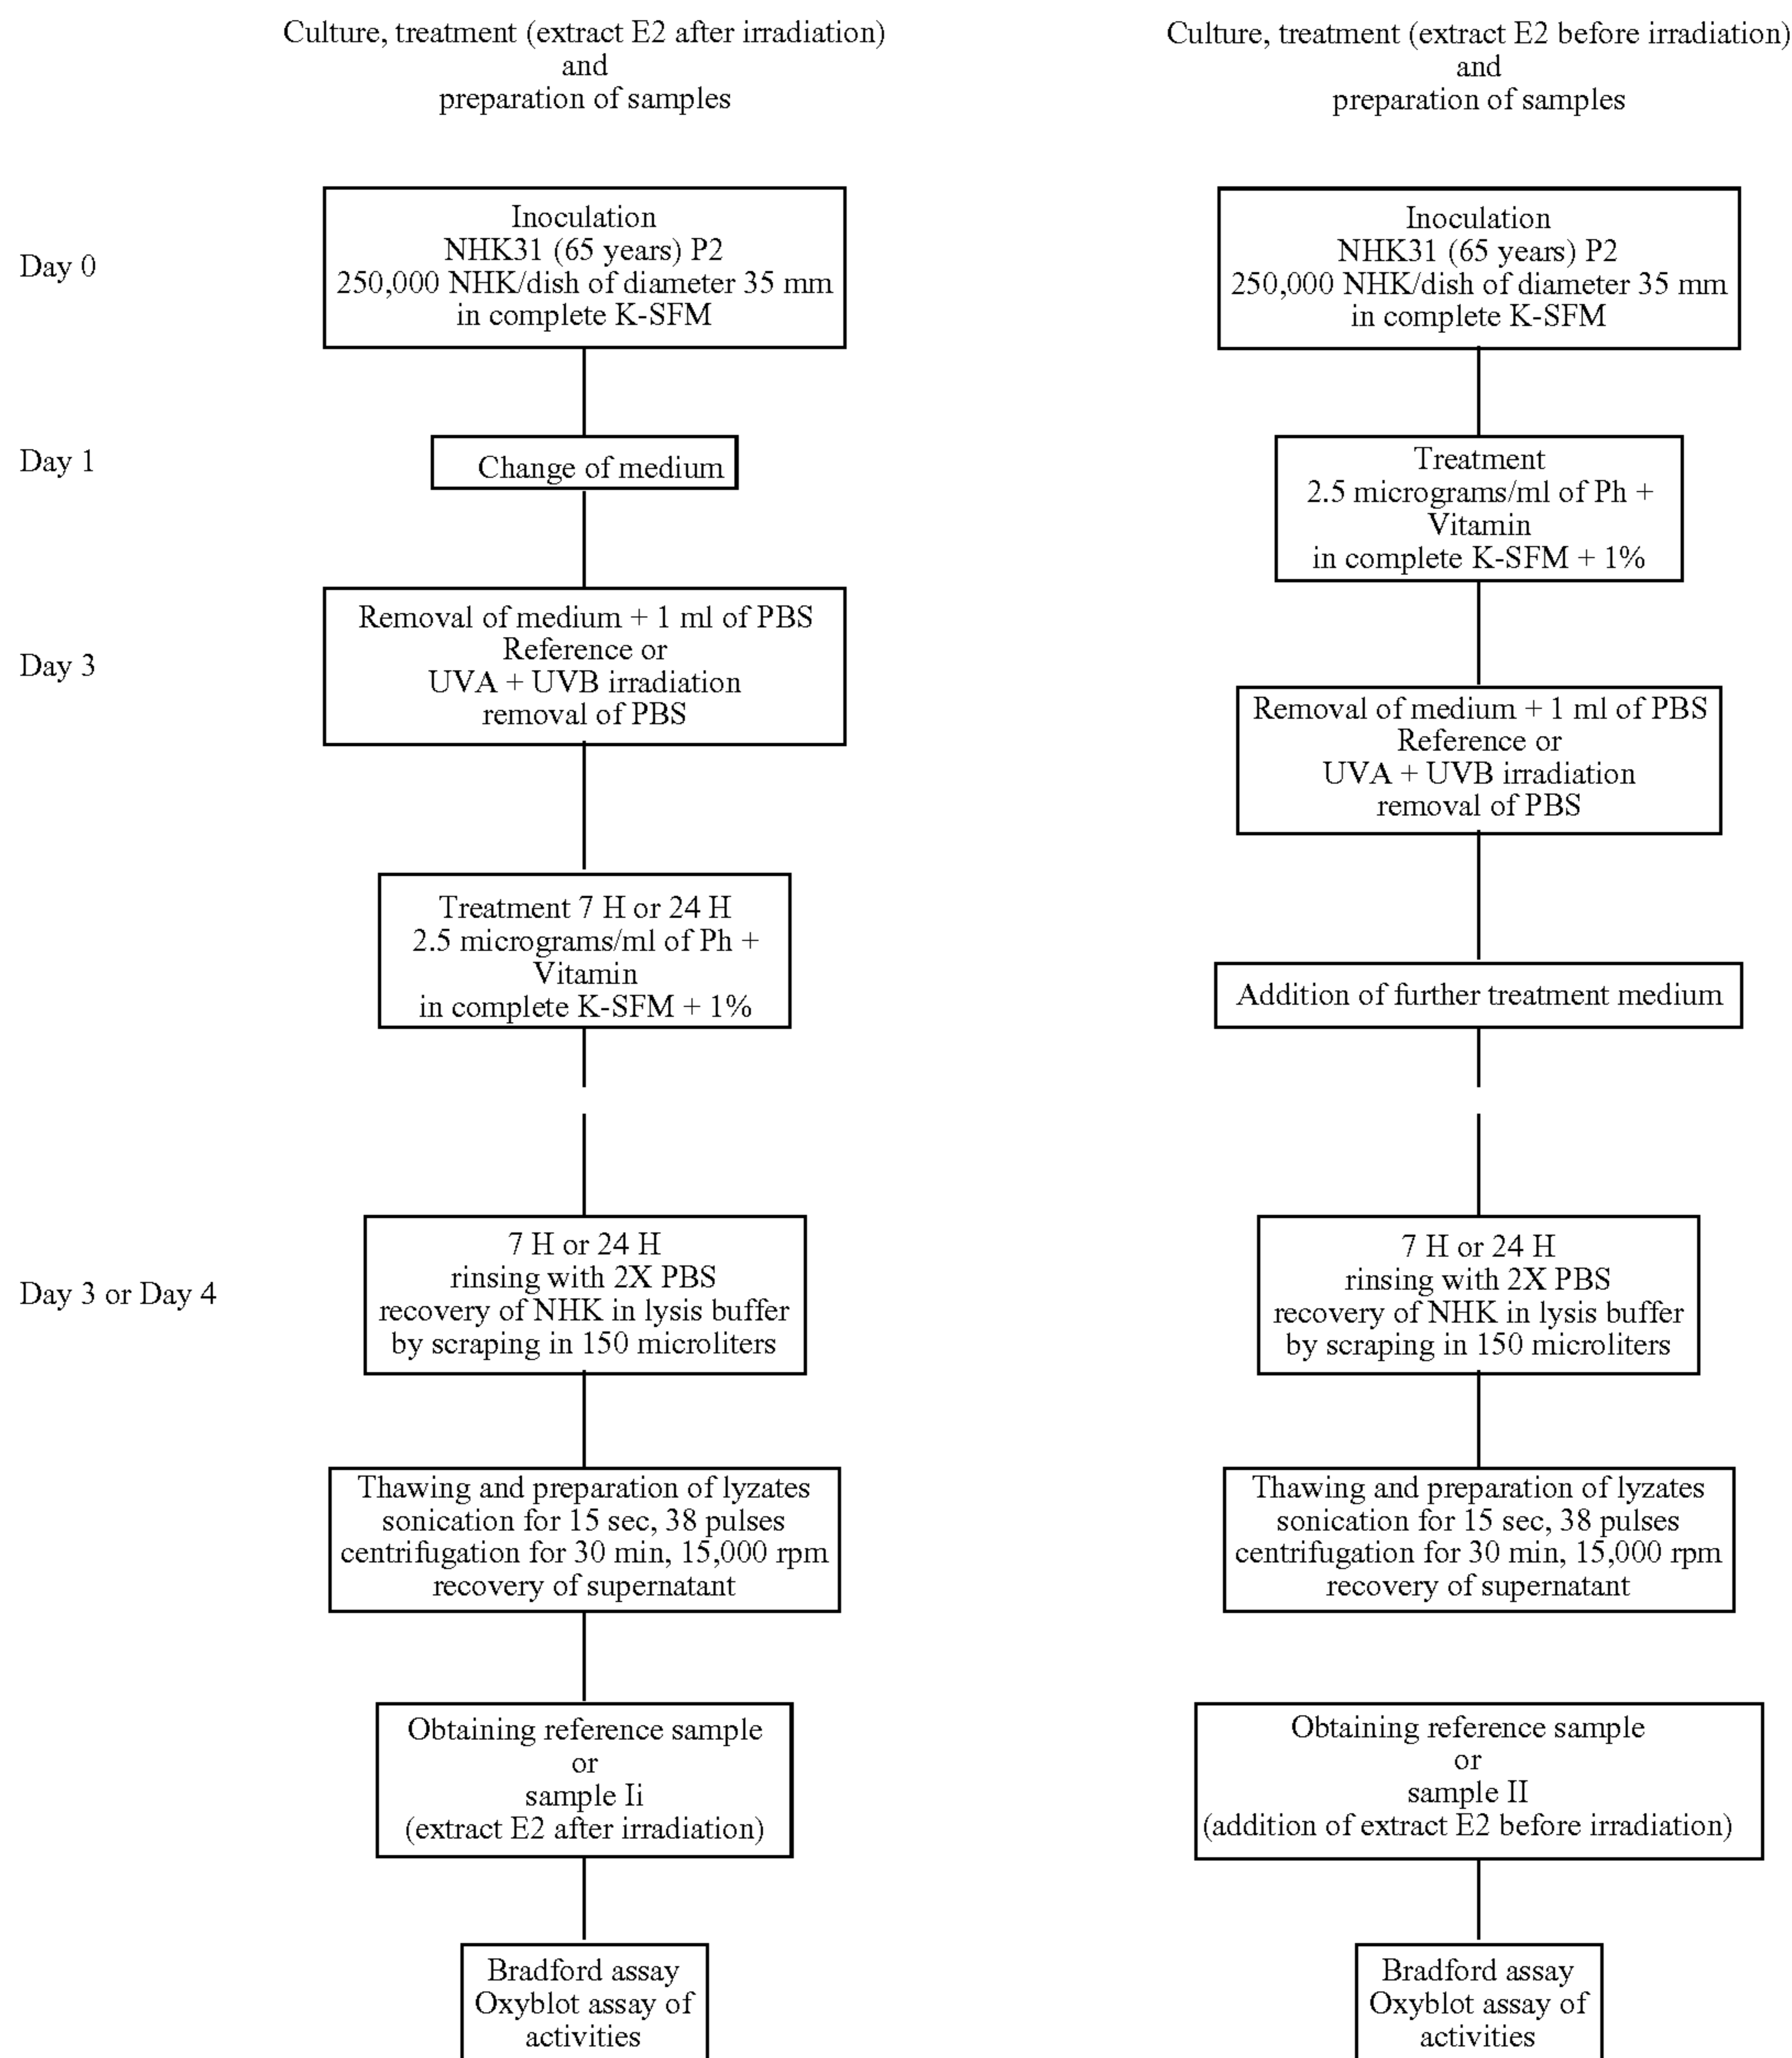 Culture, treatment (extract E2 after irradiation)
and
preparation of samples
Culture, treatment (extract E2 before irradiation)
and
preparation of samples
Day 0
Inoculation
NHK31 (65 years) P2
250,000 NHK/dish of diameter 35 mm
in complete K-SFM
Inoculation
NHK31 (65 years) P2
250,000 NHK/dish of diameter 35 mm
in complete K-SFM
Day 1
Change of medium
Treatment
2.5 micrograms/ml of Ph +
Vitamin
in complete K-SFM + 1%
Day 3
Removal of medium + 1 ml of PBS
Reference or
UVA + UVB irradiation
removal of PBS
Removal of medium + 1 ml of PBS
Reference or
UVA + UVB irradiation
removal of PBS
Treatment 7 H or 24 H
2.5 micrograms/ml of Ph +
Vitamin
in complete K-SFM + 1%
Addition of further treatment medium
Day 3 or Day 4
7 H or 24 H
rinsing with 2X PBS
recovery of NHK in lysis buffer
by scraping in 150 microliters
7 H or 24 H
rinsing with 2X PBS
recovery of NHK in lysis buffer
by scraping in 150 microliters
Thawing and preparation of lyzates
sonication for 15 sec, 38 pulses
centrifugation for 30 min, 15,000 rpm
recovery of supernatant
Thawing and preparation of lyzates
sonication for 15 sec, 38 pulses
centrifugation for 30 min, 15,000 rpm
recovery of supernatant
Obtaining reference sample
or
sample Ii
(extract E2 after irradiation)
Obtaining reference sample
or
sample II
(addition of extract E2 before irradiation)
Bradford assay
Oxyblot assay of
activities
Bradford assay
Oxyblot assay of
activities